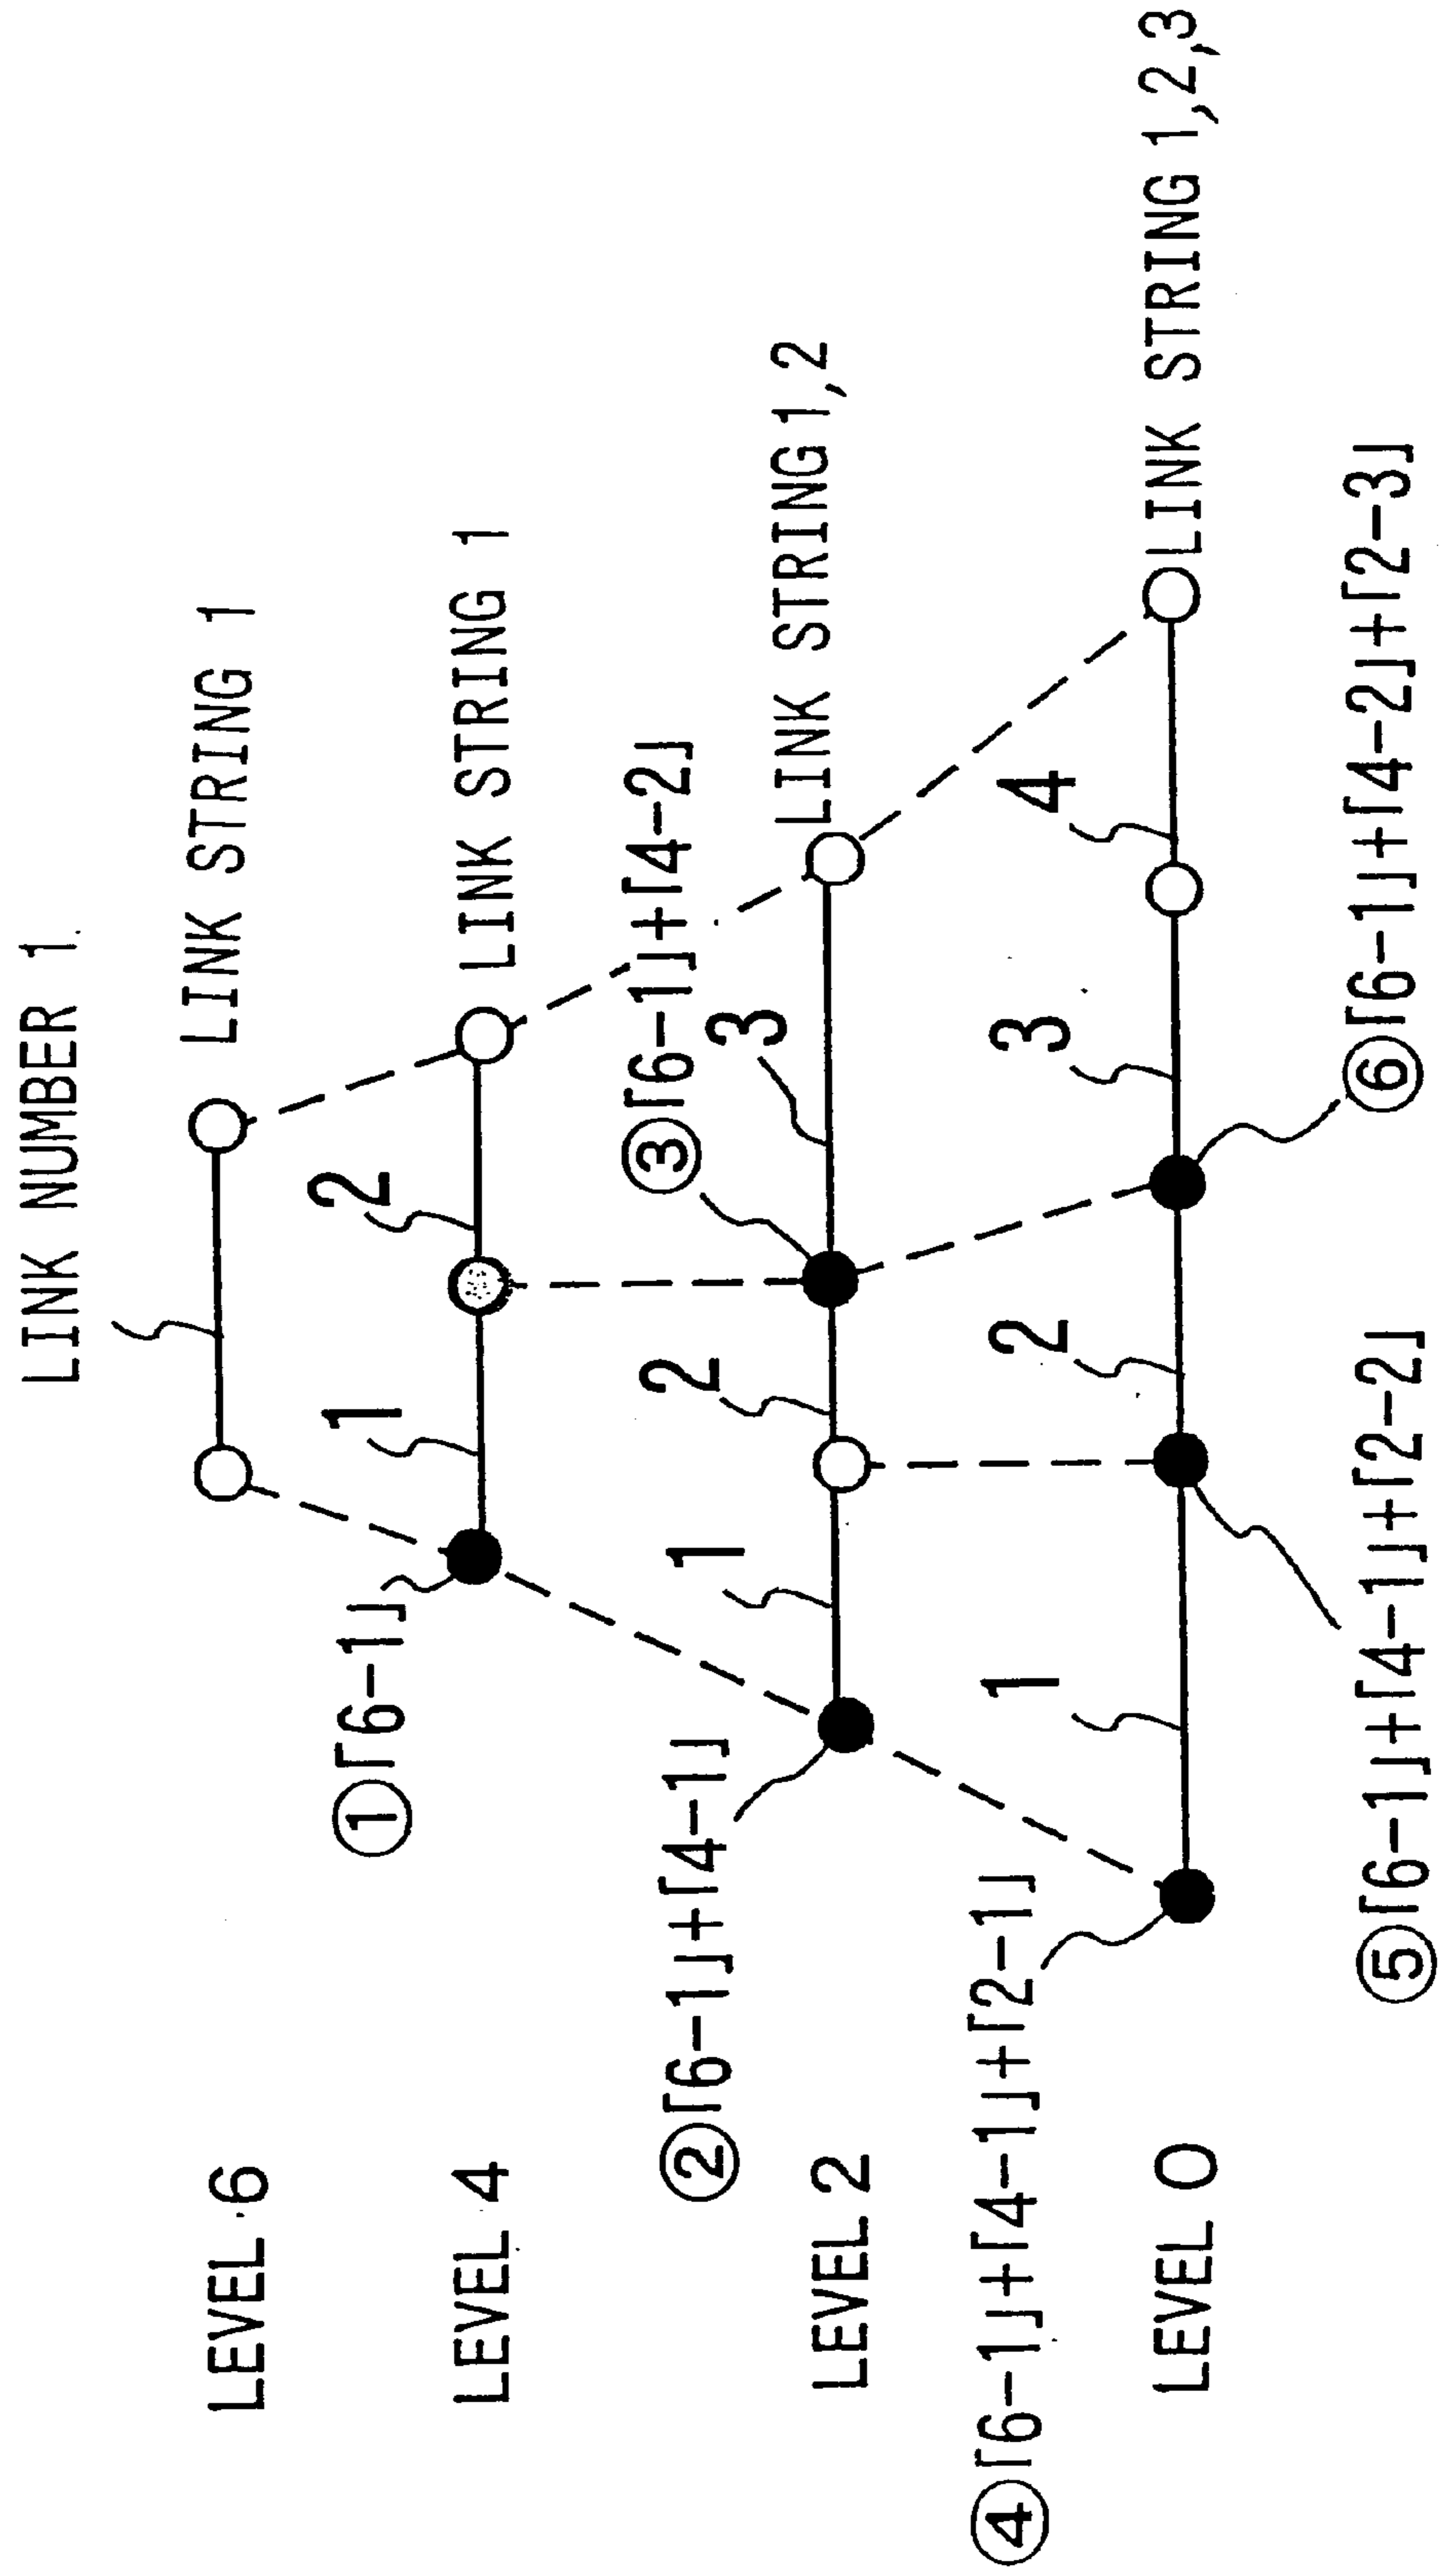 LINK NUMBER 1
LEVEL 6
LINK STRING 1
①「6-1」
1
2
LEVEL 4
LINK STRING 1
②「6-1」+「4-1」
③「6-1」+「4-2」
1
2
3
LEVEL 2
LINK STRING 1,2
④「6-1」+「4-1」+「2-1」
1
2
3
4
LEVEL 0
LINK STRING 1,2,3
⑤「6-1」+「4-1」+「2-2」
⑥「6-1」+「4-2」+「2-3」